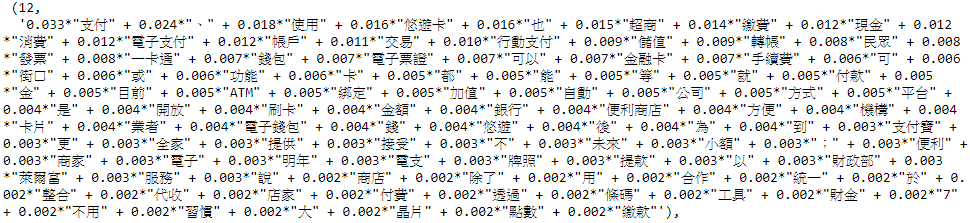 (12,
'0.033*"支付" + 0.024*"、" + 0.018*"使用" + 0.016*"悠遊卡" + 0.016*"也" + 0.015*"超商" + 0.014*"繳費" + 0.012*"現金" + 0.012
*"消費" + 0.012*"電子支付" + 0.012*"帳戶" + 0.011*"交易" + 0.010*"行動支付" + 0.009*"儲值" + 0.009*"轉帳" + 0.008*"民眾" + 0.008
*"發票" + 0.008*"一卡通" + 0.007*"錢包" + 0.007*"電子票證" + 0.007*"可以" + 0.007*"金融卡" + 0.007*"手續費" + 0.006*"可" + 0.006
*"街口" + 0.006*"或" + 0.006*"功能" + 0.006*"卡" + 0.005*"都" + 0.005*"能" + 0.005*"等" + 0.005*"就" + 0.005*"付款" + 0.005
*"金" + 0.005*"目前" + 0.005*"ATM" + 0.005*"綁定" + 0.005*"加值" + 0.005*"自動" + 0.005*"公司" + 0.005*"方式" + 0.005*"平台" +
0.004*"是" + 0.004*"開放" + 0.004*"刷卡" + 0.004*"金額" + 0.004*"銀行" + 0.004*"便利商店" + 0.004*"方便" + 0.004*"機構" + 0.004
*"卡片" + 0.004*"業者" + 0.004*"電子錢包" + 0.004*"錢" + 0.004*"悠遊" + 0.004*"後" + 0.004*"為" + 0.004*"到" + 0.003*"支付寶" +
0.003*"更" + 0.003*"全家" + 0.003*"提供" + 0.003*"接受" + 0.003*"不" + 0.003*"未來" + 0.003*"小額" + 0.003*"；" + 0.003*"便利" +
0.003*"商家" + 0.003*"電子" + 0.003*"明年" + 0.003*"電支" + 0.003*"牌照" + 0.003*"提款" + 0.003*"以" + 0.003*"財政部" + 0.003
*"萊爾富" + 0.003*"服務" + 0.003*"說" + 0.002*"商店" + 0.002*"除了" + 0.002*"用" + 0.002*"合作" + 0.002*"統一" + 0.002*"於" + 0.
002*"整合" + 0.002*"代收" + 0.002*"店家" + 0.002*"付費" + 0.002*"透過" + 0.002*"條碼" + 0.002*"工具" + 0.002*"財金" + 0.002*"7"
+ 0.002*"不用" + 0.002*"習慣" + 0.002*"大" + 0.002*"晶片" + 0.002*"點數" + 0.002*"繳款"'),